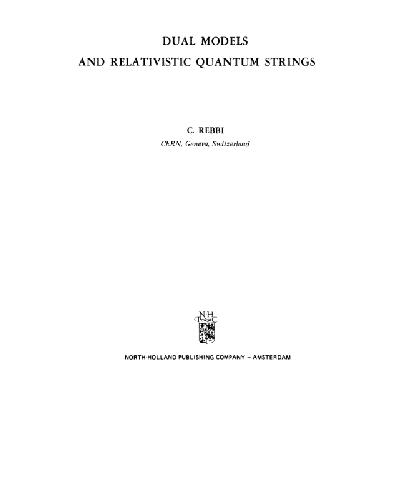 DUAL MODELS
AND RELATIVISTIC QUANTUM STRINGS
C. REBBI
CERN, Geneva, Switzerland
NORTH-HOLLAND PUBLISHING COMPANY – AMSTERDAM